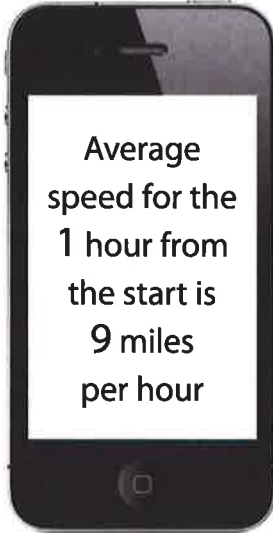 Average
speed for the
1 hour from
the start is
9 miles
per hour